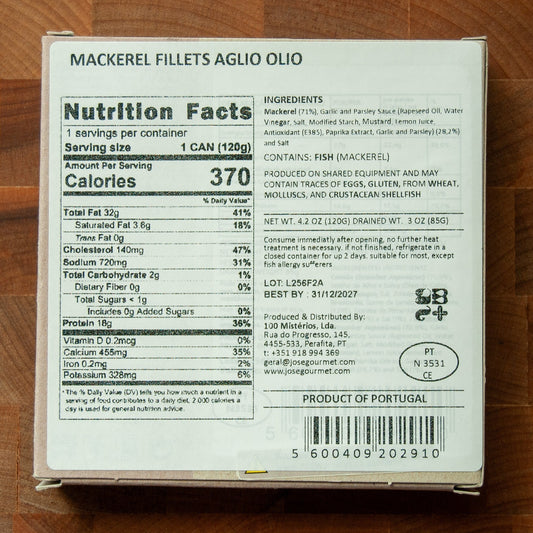 MACKEREL FILLETS AGLIO OLIO
Nutrition Facts
1 servings per container
Serving size 1 CAN (120g)
Amount Per Serving
Calories 370
% Daily Value*
Total Fat 32g 41%
Saturated Fat 3.6g 18%
Trans Fat 0g
Cholesterol 140mg 47%
Sodium 720mg 31%
Total Carbohydrate 2g 1%
Dietary Fiber 0g 0%
Total Sugars < 1g
Includes 0g Added Sugars 0%
Protein 18g 36%
Vitamin D 0.2mcg 0%
Calcium 455mg 35%
Iron 0.2mg 2%
Potassium 328mg 6%
*The % Daily Value (DV) tells you how much a nutrient in a
serving of food contributes to a daily diet. 2 000 calories a
day is used for general nutrition advice.
INGREDIENTS
Mackerel (71%), Garlic and Parsley Sauce (Rapeseed Oil, Water
Vinegar, Salt, Modified Starch, Mustard, Lemon Juice,
Antioxidant (E385), Paprika Extract, Garlic and Parsley) (28,2%)
and Salt
CONTAINS: FISH (MACKEREL)
PRODUCED ON SHARED EQUIPMENT AND MAY
CONTAIN TRACES OF EGGS, GLUTEN, FROM WHEAT,
MOLLUSCS, AND CRUSTACEAN SHELLFISH
NET WT. 4.2 OZ (120G) DRAINED WT. 3 OZ (85G)
Consume immediatly after opening, no further heat
treatment is necessary. if not finished, refrigerate in a
closed container for up 2 days. suitable for most, except
fish allergy sufferers
LOT: L256F2A
BEST BY : 31/12/2027
Produced & Distributed By:
100 Mistérios, Lda.
Rua do Progresso, 145,
4455-533, Perafita, PT
t: +351 918 994 369
geral@josegourmet.com
www.josegourmet.com
PT
N 3531
CE
PRODUCT OF PORTUGAL
5 600409 202910